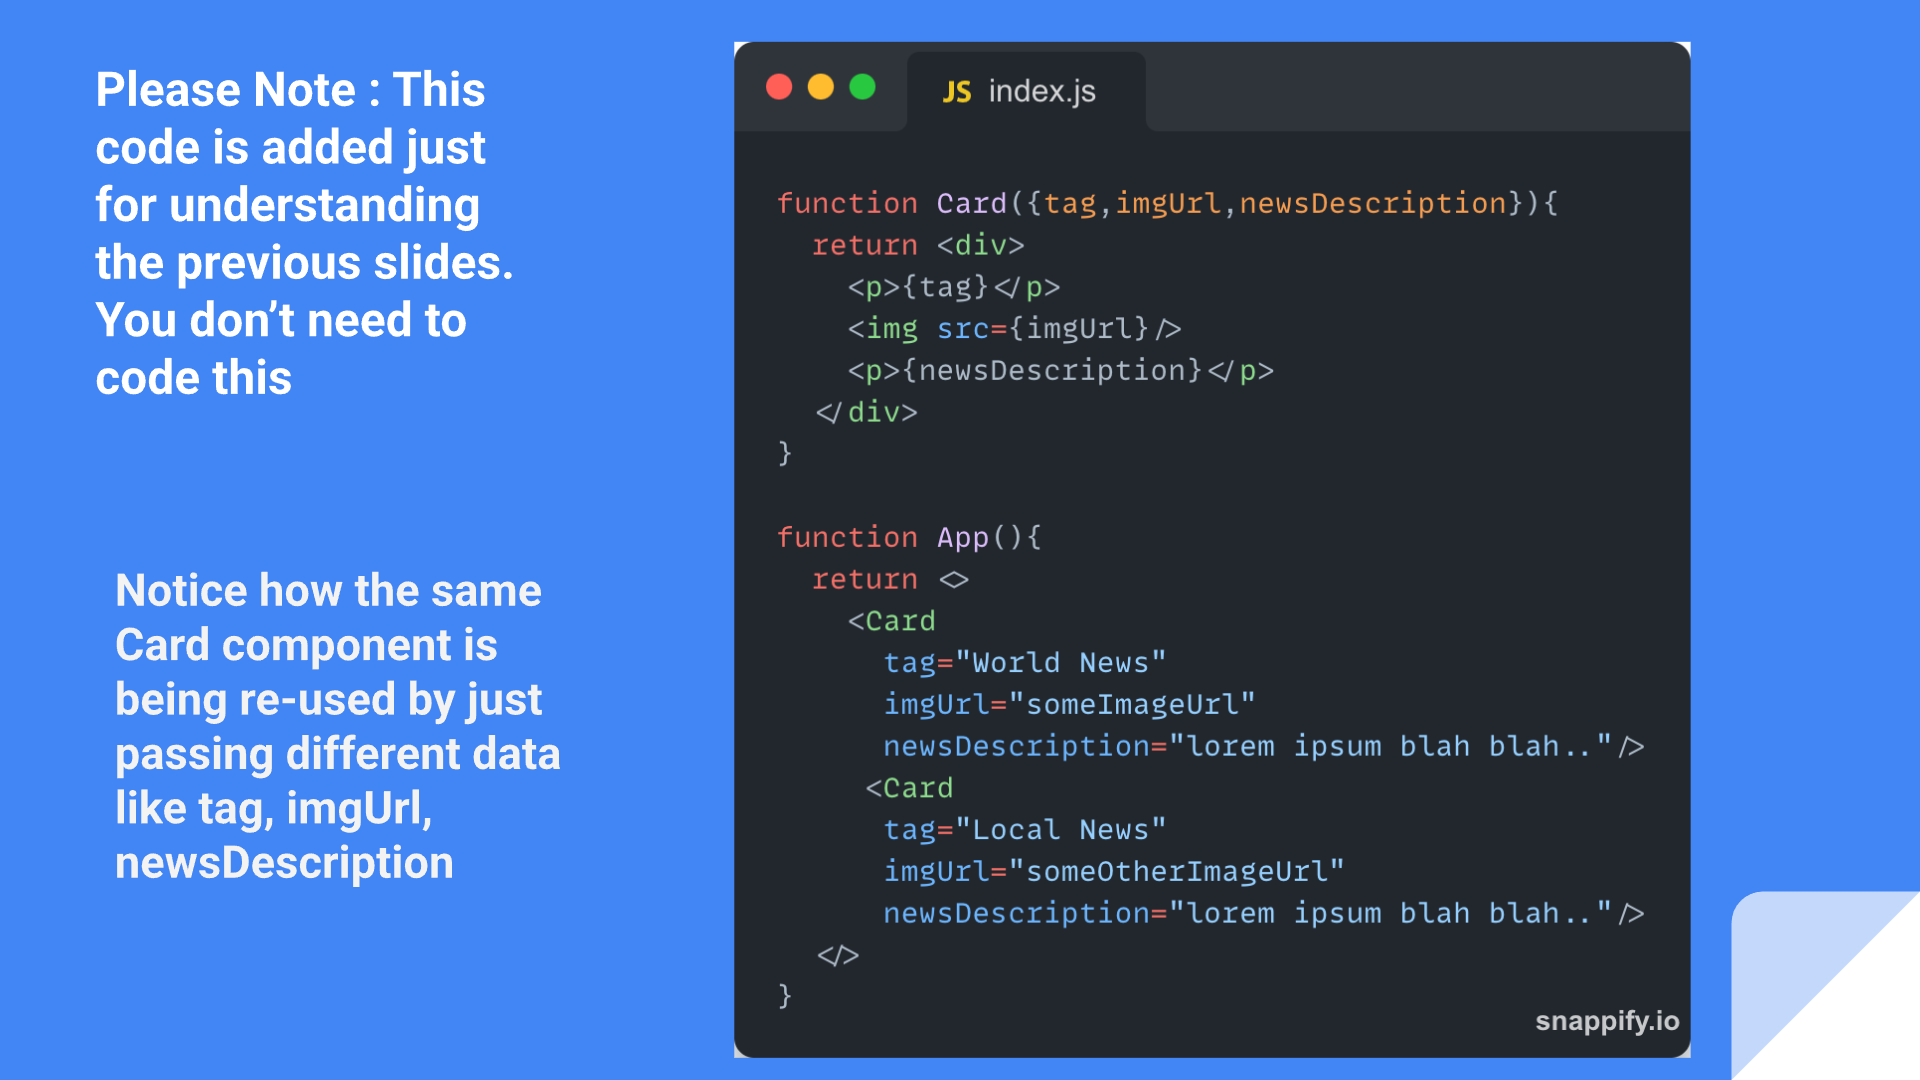 Please Note : This
code is added just
for understanding
the previous slides.
You don’t need to
code this
Notice how the same
Card component is
being re-used by just
passing different data
like tag, imgUrl,
newsDescription
JS index.js
function Card({tag,imgUrl,newsDescription}){
  return <div>
    <p>{tag}</p>
    <img src={imgUrl}/>
    <p>{newsDescription}</p>
  </div>
}
function App(){
  return <>
    <Card
      tag="World News"
      imgUrl="someImageUrl"
      newsDescription="lorem ipsum blah blah.."/>
     <Card
      tag="Local News"
      imgUrl="someOtherImageUrl"
      newsDescription="lorem ipsum blah blah.."/>
  </>
}
snappify.io